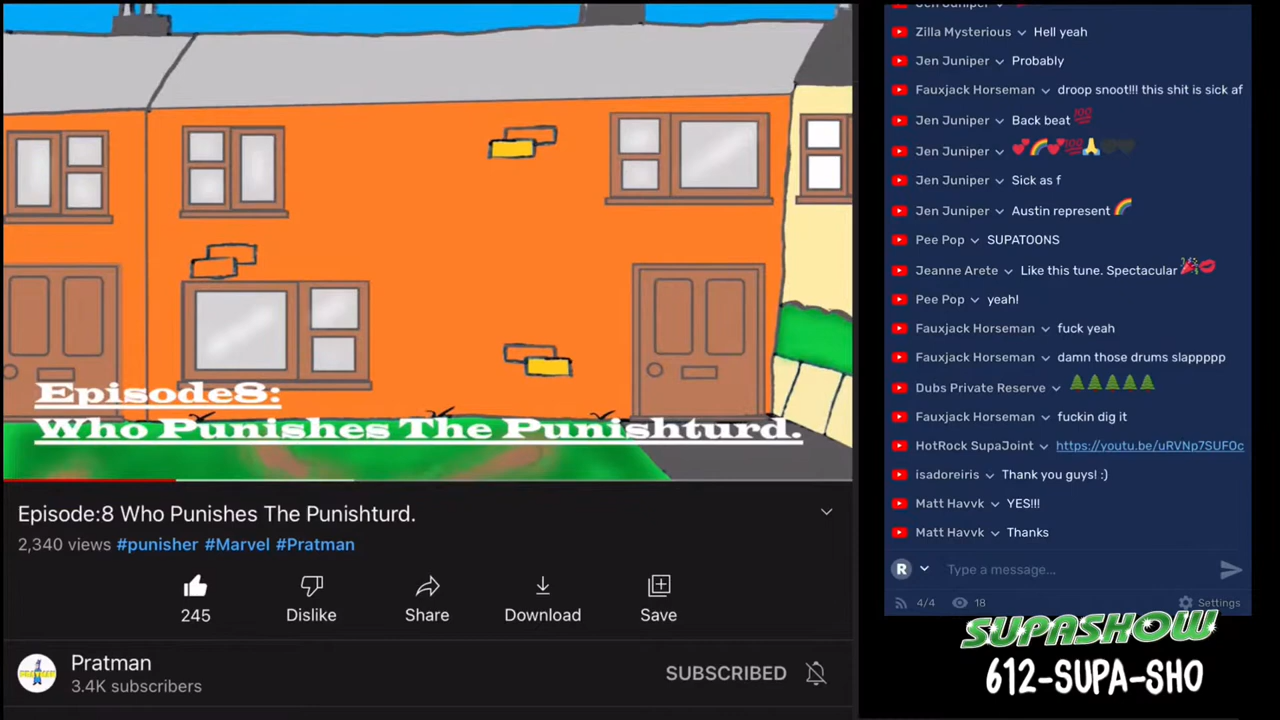 Episode8:
Who Punishes The Punishturd.
Episode:8 Who Punishes The Punishturd.
2,340 views #punisher #Marvel #Pratman
245
Dislike
Share
Download
Save
Pratman
3.4K subscribers
SUBSCRIBED
Jen Juniper
Zilla Mysterious Hell yeah
Jen Juniper Probably
Fauxjack Horseman droop snoot!!! this shit is sick af
Jen Juniper Back beat 💯
Jen Juniper 💕🌈💕💯🙏🖤🖤
Jen Juniper Sick as f
Jen Juniper Austin represent 🌈
Pee Pop SUPATOONS
Jeanne Arete Like this tune. Spectacular 🎉💋
Pee Pop yeah!
Fauxjack Horseman fuck yeah
Fauxjack Horseman damn those drums slappppp
Dubs Private Reserve 🌲🌲🌲🌲🌲
Fauxjack Horseman fuckin dig it
HotRock SupaJoint https://youtu.be/uRVNp7SUFOc
isadoreiris Thank you guys! :)
Matt Havvk YES!!!
Matt Havvk Thanks
R Type a message...
4/4 18 Settings
SUPASHOW
612-SUPA-SHO